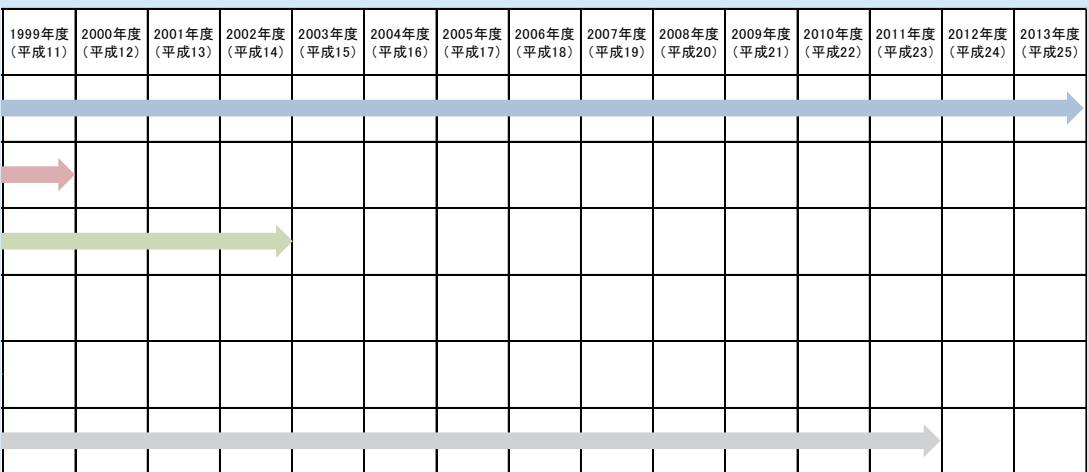 1999年度 2000年度 2001年度 2002年度 2003年度 2004年度 2005年度 2006年度 2007年度 2008年度 2009年度 2010年度 2011年度 2012年度 2013年度
(平成11) (平成12) (平成13) (平成14) (平成15) (平成16) (平成17) (平成18) (平成19) (平成20) (平成21) (平成22) (平成23) (平成24) (平成25)